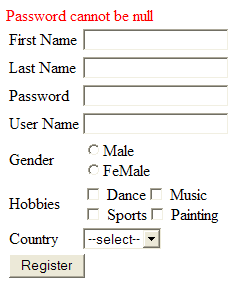 Password cannot be null
First Name
Last Name
Password
User Name
Gender
Male
FeMale
Hobbies
Dance Music
Sports Painting
Country --select--
Register